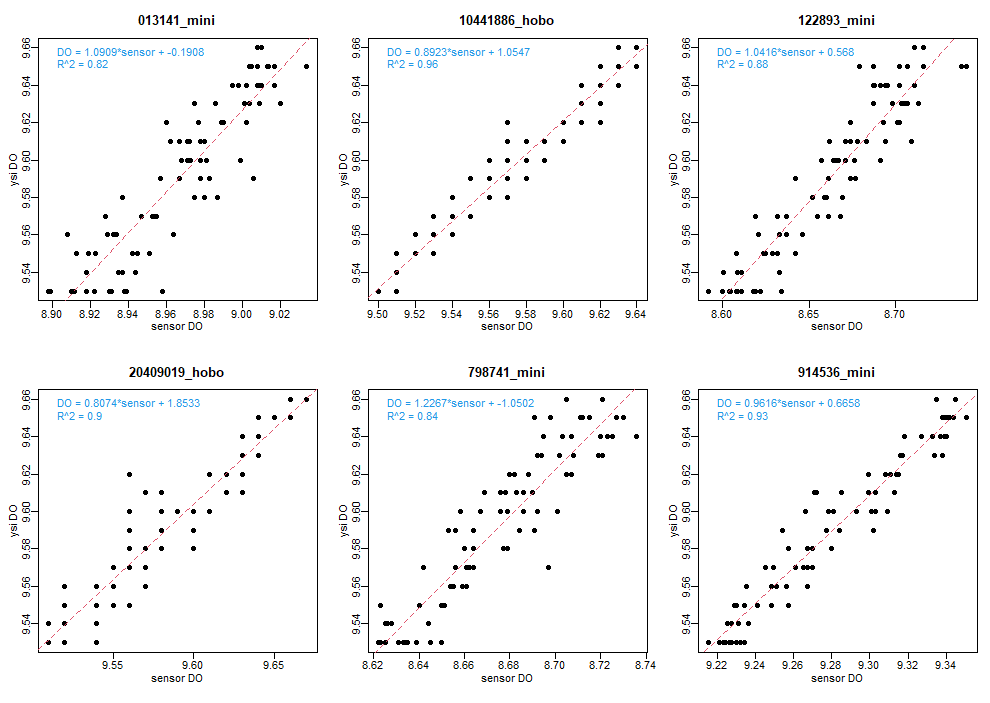 013141_mini
DO = 1.0909*sensor + -0.1908
R^2 = 0.82
ysi DO
9.54 9.56 9.58 9.60 9.62 9.64 9.66
8.90 8.92 8.94 8.96 8.98 9.00 9.02
sensor DO
10441886_hobo
DO = 0.8923*sensor + 1.0547
R^2 = 0.96
ysi DO
9.54 9.56 9.58 9.60 9.62 9.64 9.66
9.50 9.52 9.54 9.56 9.58 9.60 9.62 9.64
sensor DO
122893_mini
DO = 1.0416*sensor + 0.568
R^2 = 0.88
ysi DO
9.54 9.56 9.58 9.60 9.62 9.64 9.66
8.60 8.65 8.70
sensor DO
20409019_hobo
DO = 0.8074*sensor + 1.8533
R^2 = 0.9
ysi DO
9.54 9.56 9.58 9.60 9.62 9.64 9.66
9.55 9.60 9.65
sensor DO
798741_mini
DO = 1.2267*sensor + -1.0502
R^2 = 0.84
ysi DO
9.54 9.56 9.58 9.60 9.62 9.64 9.66
8.62 8.64 8.66 8.68 8.70 8.72 8.74
sensor DO
914536_mini
DO = 0.9616*sensor + 0.6658
R^2 = 0.93
ysi DO
9.54 9.56 9.58 9.60 9.62 9.64 9.66
9.22 9.24 9.26 9.28 9.30 9.32 9.34
sensor DO